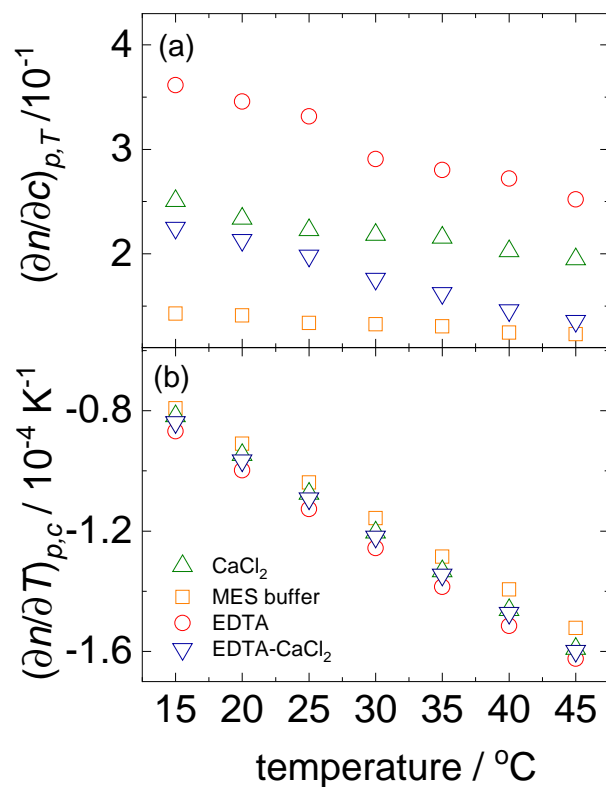 (a)
4
3
2
(∂n/∂c)p,T /10⁻¹
(b)
-0.8
-1.2
-1.6
(∂n/∂T)p,c / 10⁻⁴ K⁻¹
CaCl₂
MES buffer
EDTA
EDTA-CaCl₂
15 20 25 30 35 40 45
temperature / °C